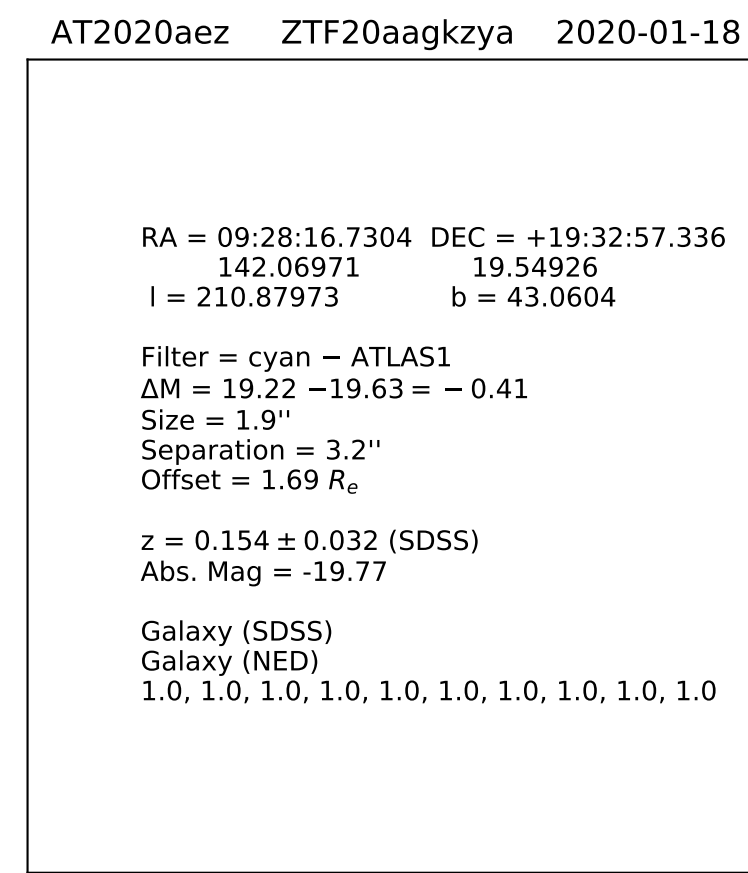 AT2020aez ZTF20aagkzya 2020-01-18
RA = 09:28:16.7304 DEC = +19:32:57.336
142.06971 19.54926
l = 210.87973 b = 43.0604
Filter = cyan − ATLAS1
ΔM = 19.22 −19.63 = − 0.41
Size = 1.9''
Separation = 3.2''
Offset = 1.69 Re
z = 0.154 ± 0.032 (SDSS)
Abs. Mag = -19.77
Galaxy (SDSS)
Galaxy (NED)
1.0, 1.0, 1.0, 1.0, 1.0, 1.0, 1.0, 1.0, 1.0, 1.0